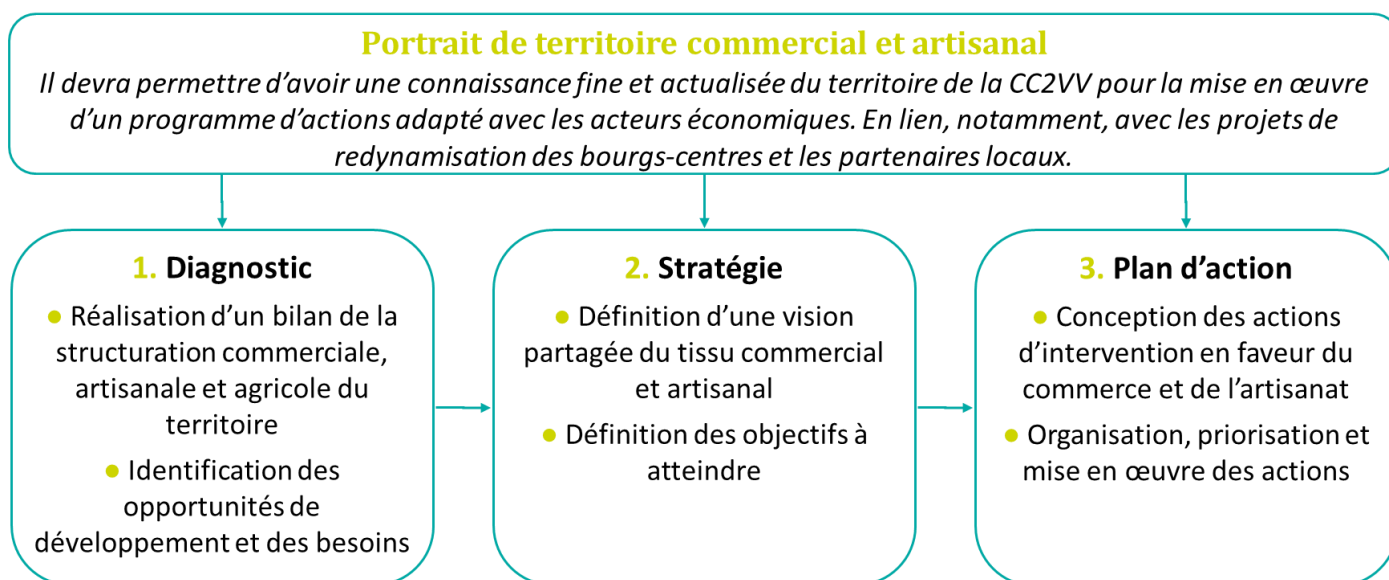 Portrait de territoire commercial et artisanal
Il devra permettre d’avoir une connaissance fine et actualisée du territoire de la CC2VV pour la mise en œuvre
d’un programme d’actions adapté avec les acteurs économiques. En lien, notamment, avec les projets de
redynamisation des bourgs-centres et les partenaires locaux.
1. Diagnostic
● Réalisation d’un bilan de la
structuration commerciale,
artisanale et agricole du
territoire
● Identification des
opportunités de
développement et des besoins
2. Stratégie
● Définition d’une vision
partagée du tissu commercial
et artisanal
● Définition des objectifs à
atteindre
3. Plan d’action
● Conception des actions
d’intervention en faveur du
commerce et de l’artisanat
● Organisation, priorisation et
mise en œuvre des actions